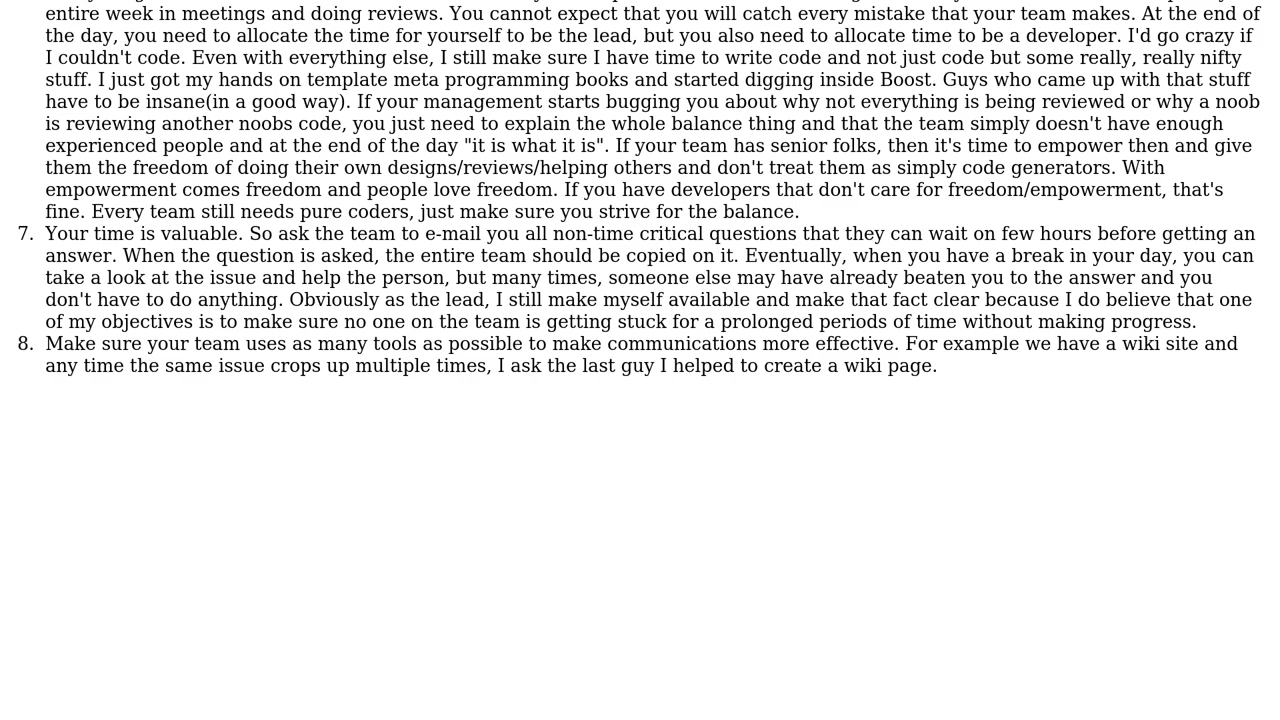 entire week in meetings and doing reviews. You cannot expect that you will catch every mistake that your team makes. At the end of
the day, you need to allocate the time for yourself to be the lead, but you also need to allocate time to be a developer. I'd go crazy if
I couldn't code. Even with everything else, I still make sure I have time to write code and not just code but some really, really nifty
stuff. I just got my hands on template meta programming books and started digging inside Boost. Guys who came up with that stuff
have to be insane(in a good way). If your management starts bugging you about why not everything is being reviewed or why a noob
is reviewing another noobs code, you just need to explain the whole balance thing and that the team simply doesn't have enough
experienced people and at the end of the day "it is what it is". If your team has senior folks, then it's time to empower then and give
them the freedom of doing their own designs/reviews/helping others and don't treat them as simply code generators. With
empowerment comes freedom and people love freedom. If you have developers that don't care for freedom/empowerment, that's
fine. Every team still needs pure coders, just make sure you strive for the balance.
7. Your time is valuable. So ask the team to e-mail you all non-time critical questions that they can wait on few hours before getting an
answer. When the question is asked, the entire team should be copied on it. Eventually, when you have a break in your day, you can
take a look at the issue and help the person, but many times, someone else may have already beaten you to the answer and you
don't have to do anything. Obviously as the lead, I still make myself available and make that fact clear because I do believe that one
of my objectives is to make sure no one on the team is getting stuck for a prolonged periods of time without making progress.
8. Make sure your team uses as many tools as possible to make communications more effective. For example we have a wiki site and
any time the same issue crops up multiple times, I ask the last guy I helped to create a wiki page.